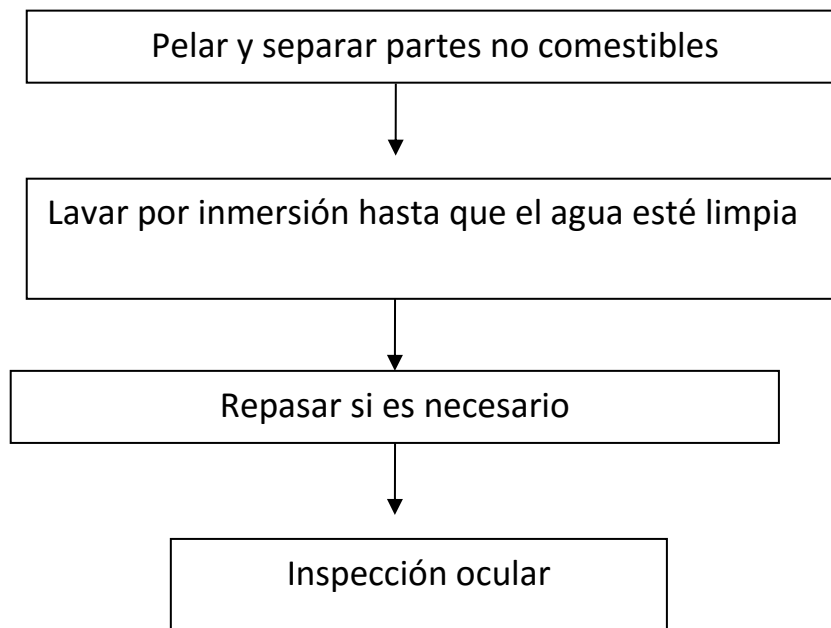 Pelar y separar partes no comestibles
Lavar por inmersión hasta que el agua esté limpia
Repasar si es necesario
Inspección ocular